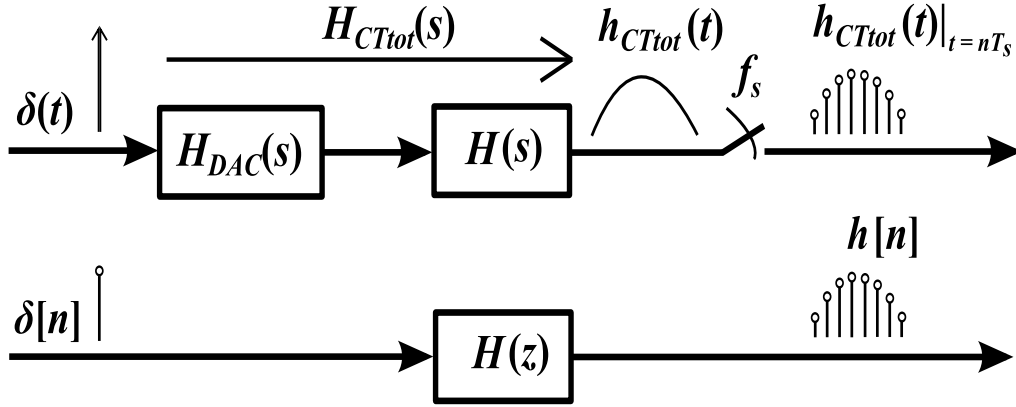 H_CTtot(s)
h_CTtot(t)
h_CTtot(t)|_t = nT_s
f_s
δ(t)
H_DAC(s)
H(s)
h[n]
δ[n]
H(z)